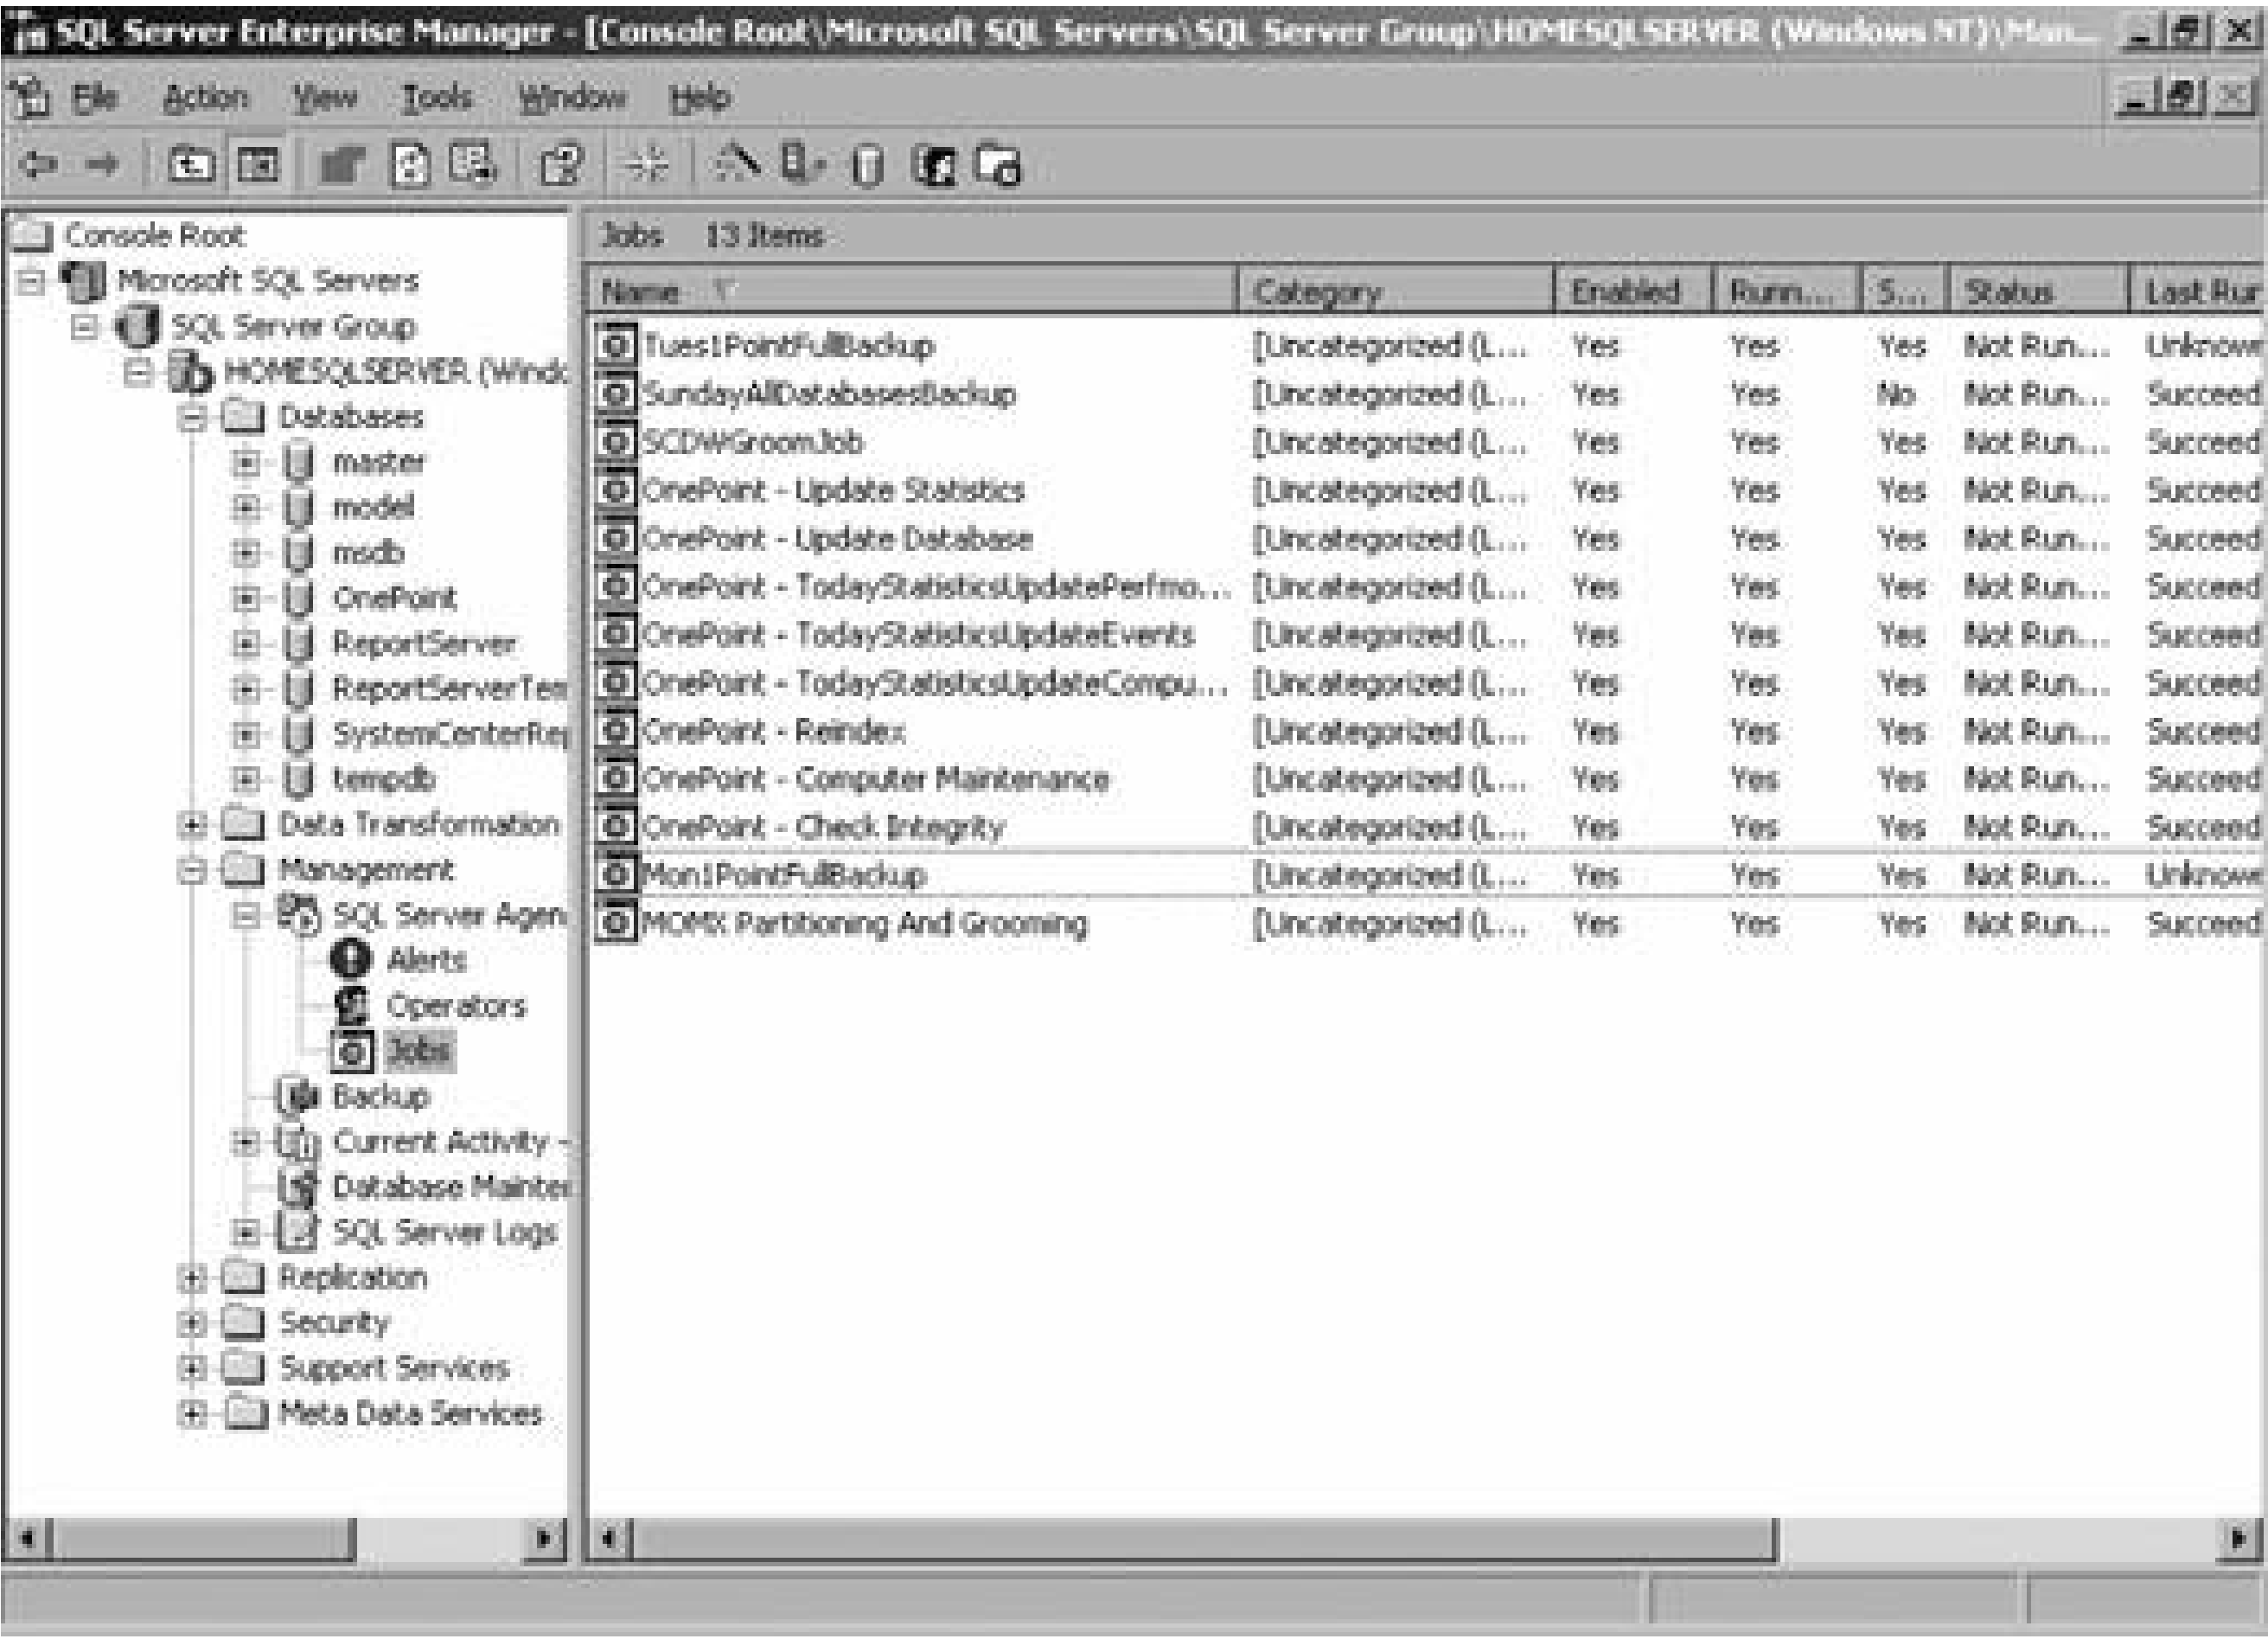 SQL Server Enterprise Manager - [Console Root\Microsoft SQL Servers\SQL Server Group\HOMESQLSERVER (Windows NT)\Man...
File Action View Tools Window Help
Console Root
Microsoft SQL Servers
SQL Server Group
HOMESQLSERVER (Windo
Databases
master
model
msdb
OnePoint
ReportServer
ReportServerTem
SystemCenterRep
tempdb
Data Transformation
Management
SQL Server Agen
Alerts
Operators
Jobs
Backup
Current Activity -
Database Mainten
SQL Server Logs
Replication
Security
Support Services
Meta Data Services
Jobs 13 Items
Name Category Enabled Runn... S... Status Last Run
Tues1PointFullBackup [Uncategorized (L... Yes Yes Yes Not Run... Unknow
SundayAllDatabasesBackup [Uncategorized (L... Yes Yes No Not Run... Succeed
SCDWGroomJob [Uncategorized (L... Yes Yes Yes Not Run... Succeed
OnePoint - Update Statistics [Uncategorized (L... Yes Yes Yes Not Run... Succeed
OnePoint - Update Database [Uncategorized (L... Yes Yes Yes Not Run... Succeed
OnePoint - TodayStatisticsUpdatePerfmo... [Uncategorized (L... Yes Yes Yes Not Run... Succeed
OnePoint - TodayStatisticsUpdateEvents [Uncategorized (L... Yes Yes Yes Not Run... Succeed
OnePoint - TodayStatisticsUpdateCompu... [Uncategorized (L... Yes Yes Yes Not Run... Succeed
OnePoint - Reindex [Uncategorized (L... Yes Yes Yes Not Run... Succeed
OnePoint - Computer Maintenance [Uncategorized (L... Yes Yes Yes Not Run... Succeed
OnePoint - Check Integrity [Uncategorized (L... Yes Yes Yes Not Run... Succeed
Mon1PointFullBackup [Uncategorized (L... Yes Yes Yes Not Run... Unknow
MOMX Partitioning And Grooming [Uncategorized (L... Yes Yes Yes Not Run... Succeed